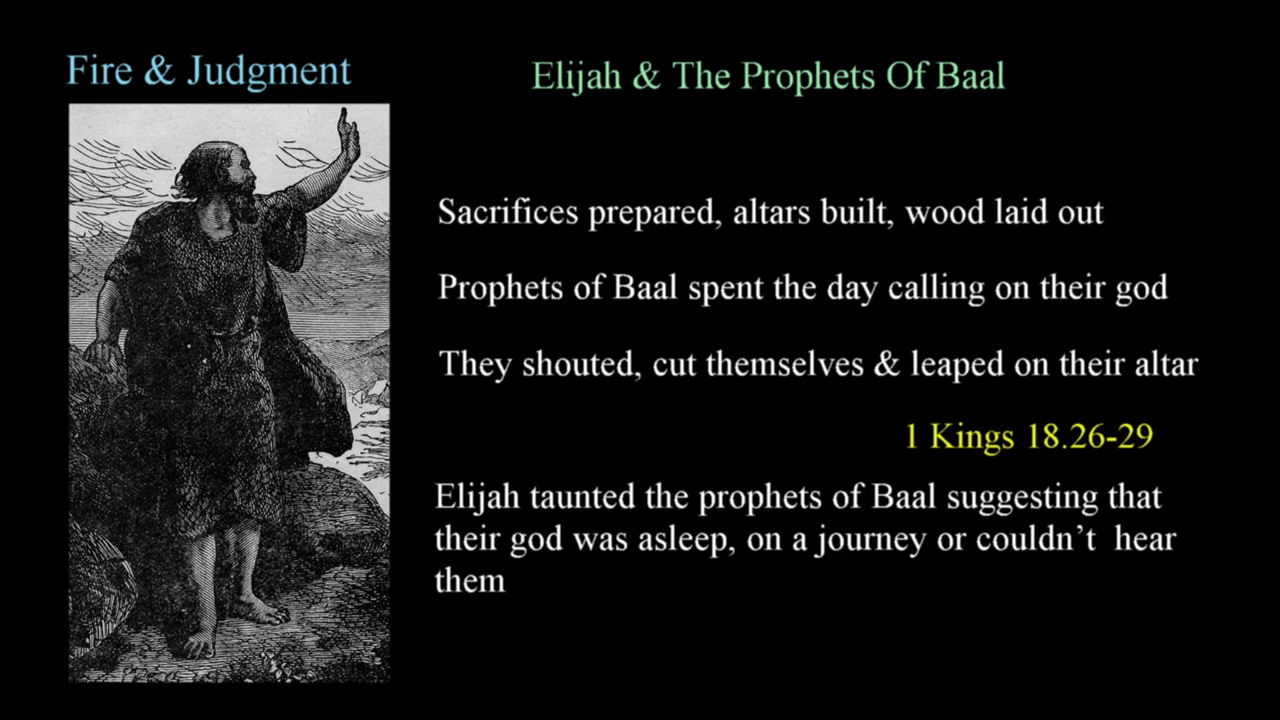 Fire & Judgment
Elijah & The Prophets Of Baal
Sacrifices prepared, altars built, wood laid out
Prophets of Baal spent the day calling on their god
They shouted, cut themselves & leaped on their altar
1 Kings 18.26-29
Elijah taunted the prophets of Baal suggesting that
their god was asleep, on a journey or couldn’t hear
them